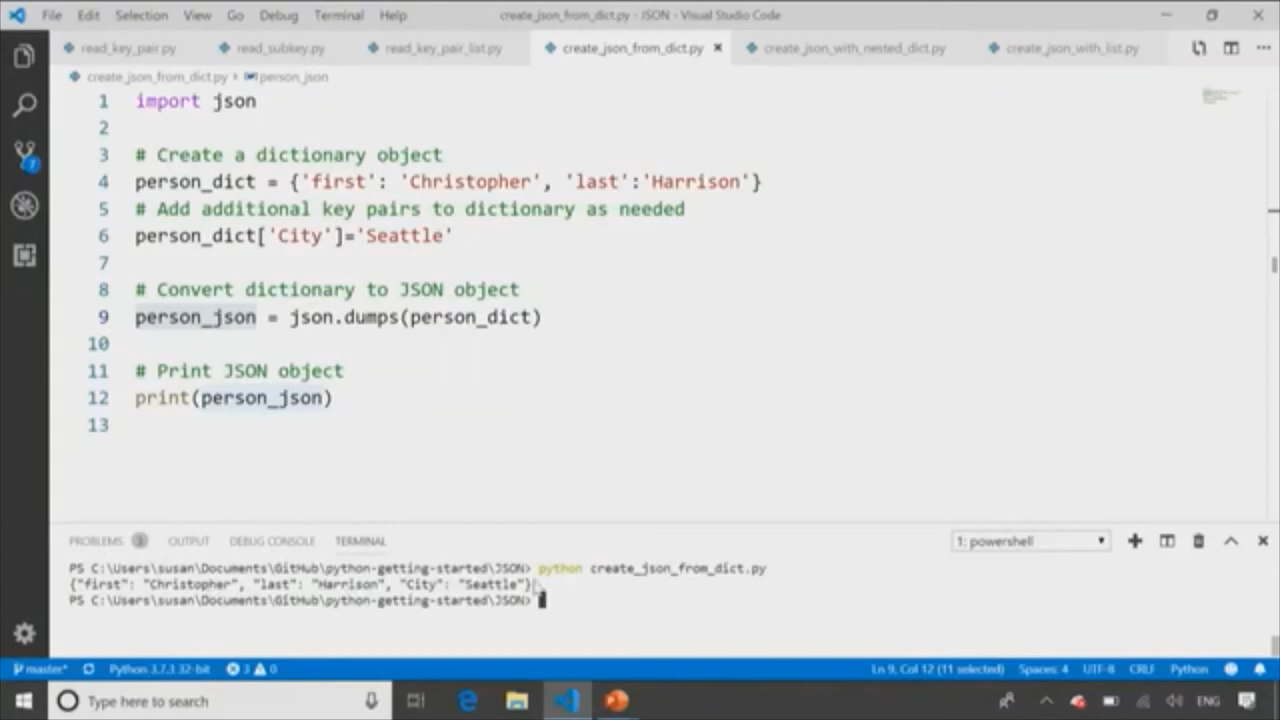 File Edit Selection View Go Debug Terminal Help create_json_from_dict.py - JSON - Visual Studio Code
read_key_pair.py read_subkey.py read_key_pair_list.py create_json_from_dict.py create_json_with_nested_dict.py create_json_with_list.py
create_json_from_dict.py › person_json
1 import json
2
3 # Create a dictionary object
4 person_dict = {'first': 'Christopher', 'last':'Harrison'}
5 # Add additional key pairs to dictionary as needed
6 person_dict['City']='Seattle'
7
8 # Convert dictionary to JSON object
9 person_json = json.dumps(person_dict)
10
11 # Print JSON object
12 print(person_json)
13
PROBLEMS 3 OUTPUT DEBUG CONSOLE TERMINAL 1: powershell
PS C:\Users\susan\Documents\GitHub\python-getting-started\JSON> python create_json_from_dict.py
{"first": "Christopher", "last": "Harrison", "City": "Seattle"}
PS C:\Users\susan\Documents\GitHub\python-getting-started\JSON>
master* Python 3.7.3 32-bit 3 0 Ln 9, Col 12 (11 selected) Spaces: 4 UTF-8 CRLF Python
Type here to search ENG